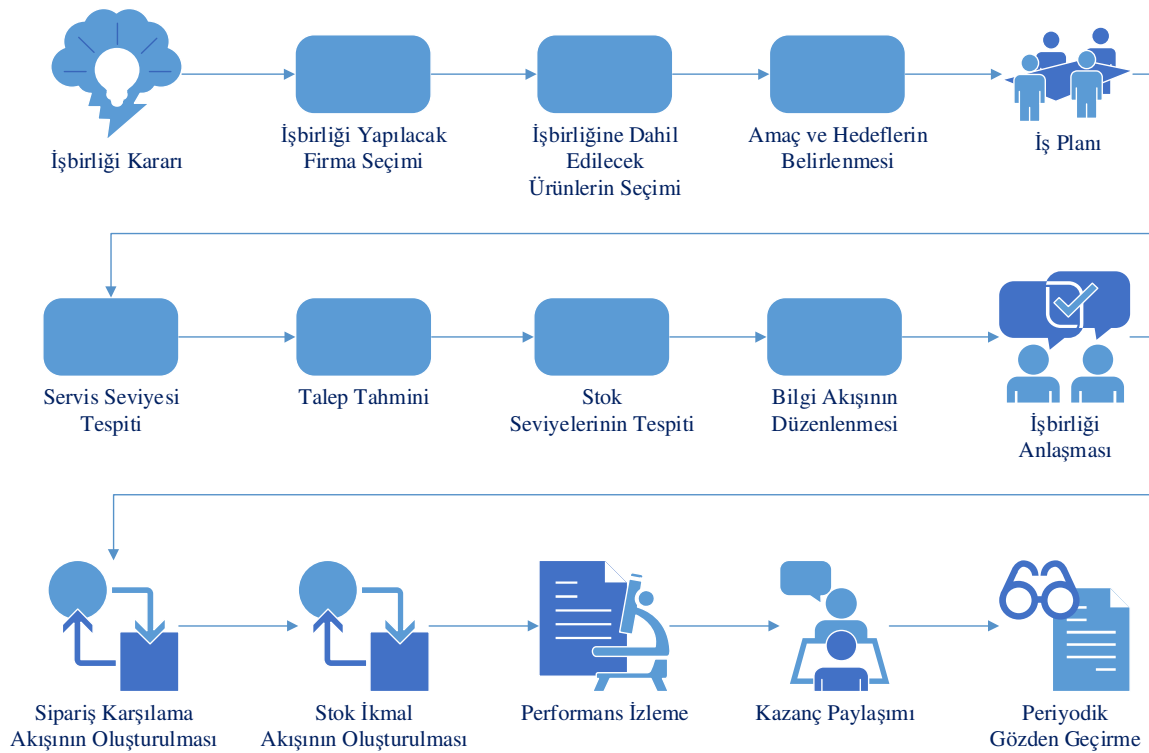 İşbirliği Kararı
İşbirliği Yapılacak
Firma Seçimi
İşbirliğine Dahil
Edilecek
Ürünlerin Seçimi
Amaç ve Hedeflerin
Belirlenmesi
İş Planı
Servis Seviyesi
Tespiti
Talep Tahmini
Stok
Seviyelerinin Tespiti
Bilgi Akışının
Düzenlenmesi
İşbirliği
Anlaşması
Sipariş Karşılama
Akışının Oluşturulması
Stok İkmal
Akışının Oluşturulması
Performans İzleme
Kazanç Paylaşımı
Periyodik
Gözden Geçirme